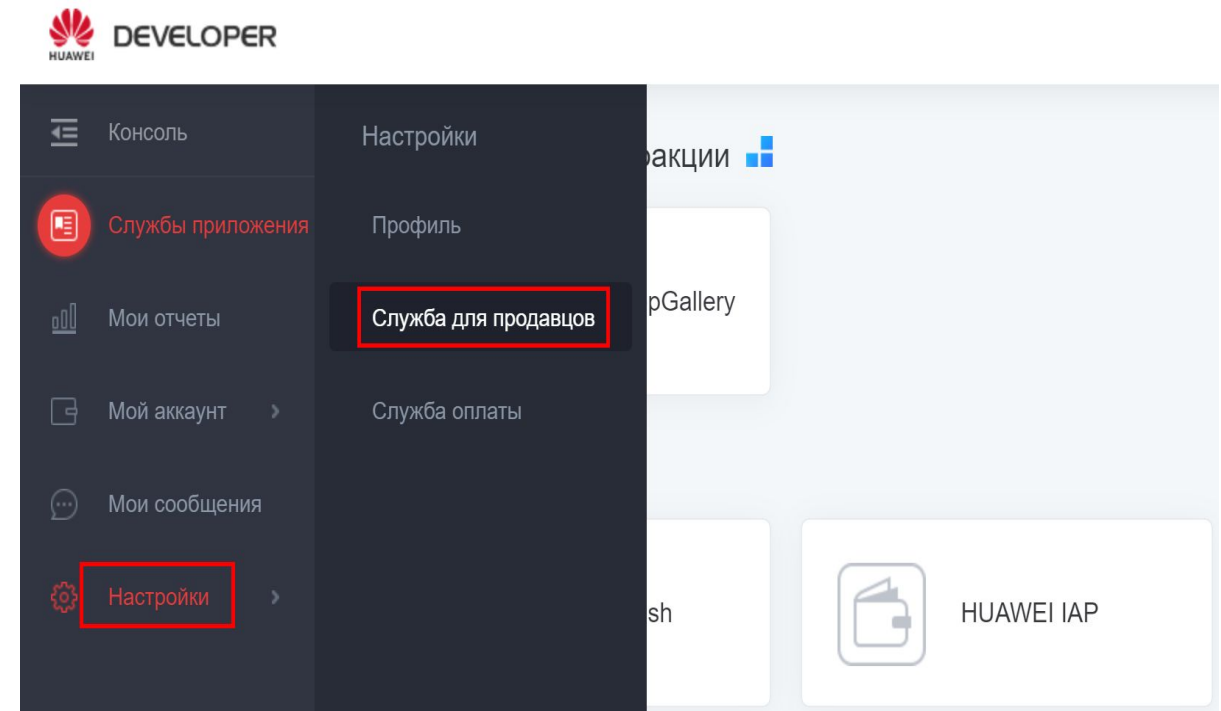 HUAWEI
DEVELOPER
Консоль
Службы приложения
Мои отчеты
Мой аккаунт
Мои сообщения
Настройки
Настройки
Профиль
Служба для продавцов
Служба оплаты
ракции
pGallery
sh
HUAWEI IAP